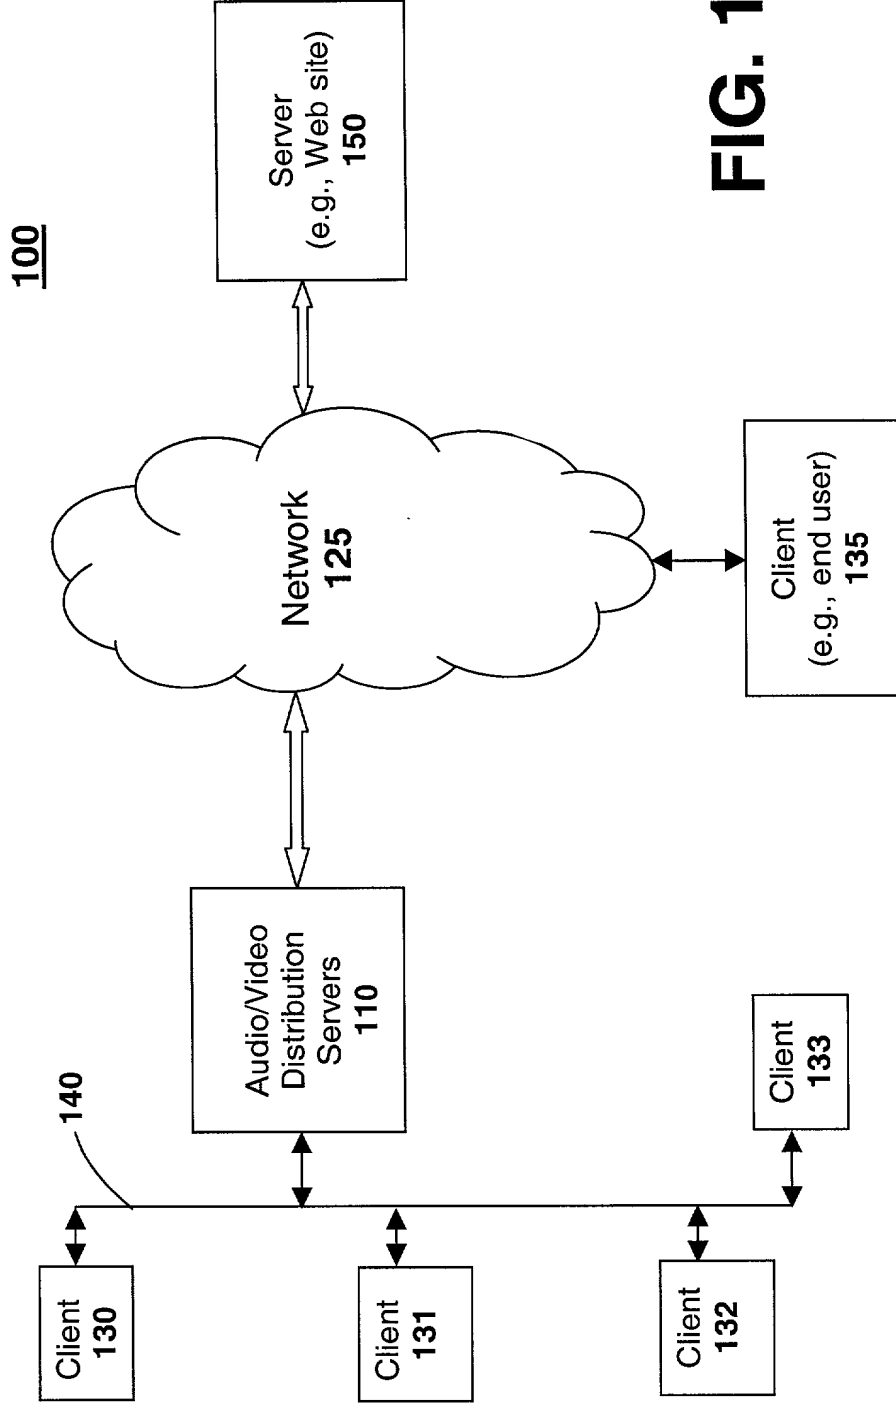 100
Client
130
Client
131
Client
132
Client
133
140
Audio/Video
Distribution
Servers
110
Network
125
Server
(e.g., Web site)
150
Client
(e.g., end user)
135
FIG. 1